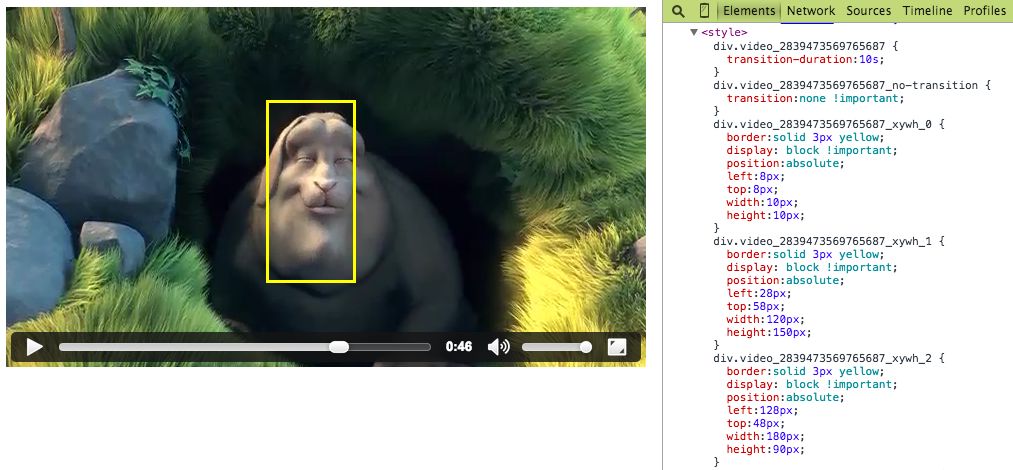 Elements Network Sources Timeline Profiles
▼<style>
div.video_2839473569765687 {
transition-duration:10s;
}
div.video_2839473569765687_no-transition {
transition:none !important;
}
div.video_2839473569765687_xywh_0 {
border:solid 3px yellow;
display: block !important;
position:absolute;
left:8px;
top:8px;
width:10px;
height:10px;
}
div.video_2839473569765687_xywh_1 {
border:solid 3px yellow;
display: block !important;
position:absolute;
left:28px;
top:58px;
width:120px;
height:150px;
}
div.video_2839473569765687_xywh_2 {
border:solid 3px yellow;
display: block !important;
position:absolute;
left:128px;
top:48px;
width:180px;
height:90px;
}
0:46